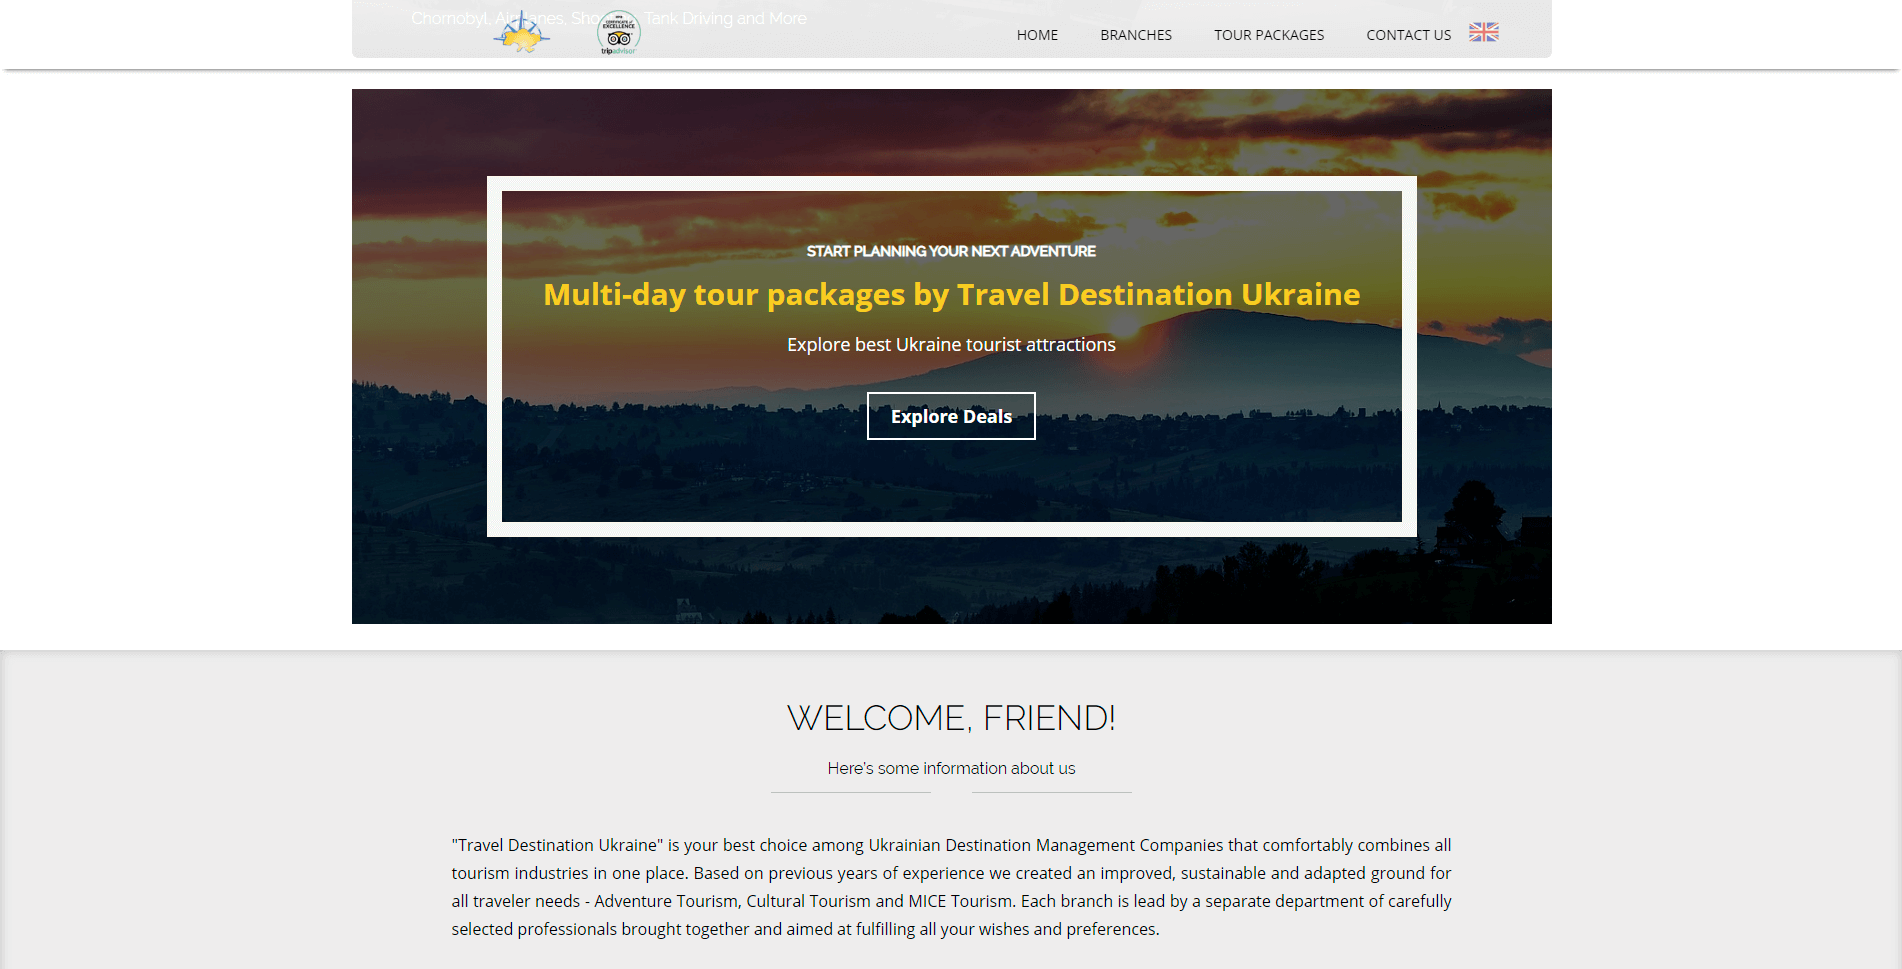 Chornobyl, Airplanes, Sho Tank Driving and More
CERTIFICATE of
EXCELLENCE
tripadvisor
HOME BRANCHES TOUR PACKAGES CONTACT US
START PLANNING YOUR NEXT ADVENTURE
Multi-day tour packages by Travel Destination Ukraine
Explore best Ukraine tourist attractions
Explore Deals
WELCOME, FRIEND!
Here's some information about us
"Travel Destination Ukraine" is your best choice among Ukrainian Destination Management Companies that comfortably combines all
tourism industries in one place. Based on previous years of experience we created an improved, sustainable and adapted ground for
all traveler needs - Adventure Tourism, Cultural Tourism and MICE Tourism. Each branch is lead by a separate department of carefully
selected professionals brought together and aimed at fulfilling all your wishes and preferences.